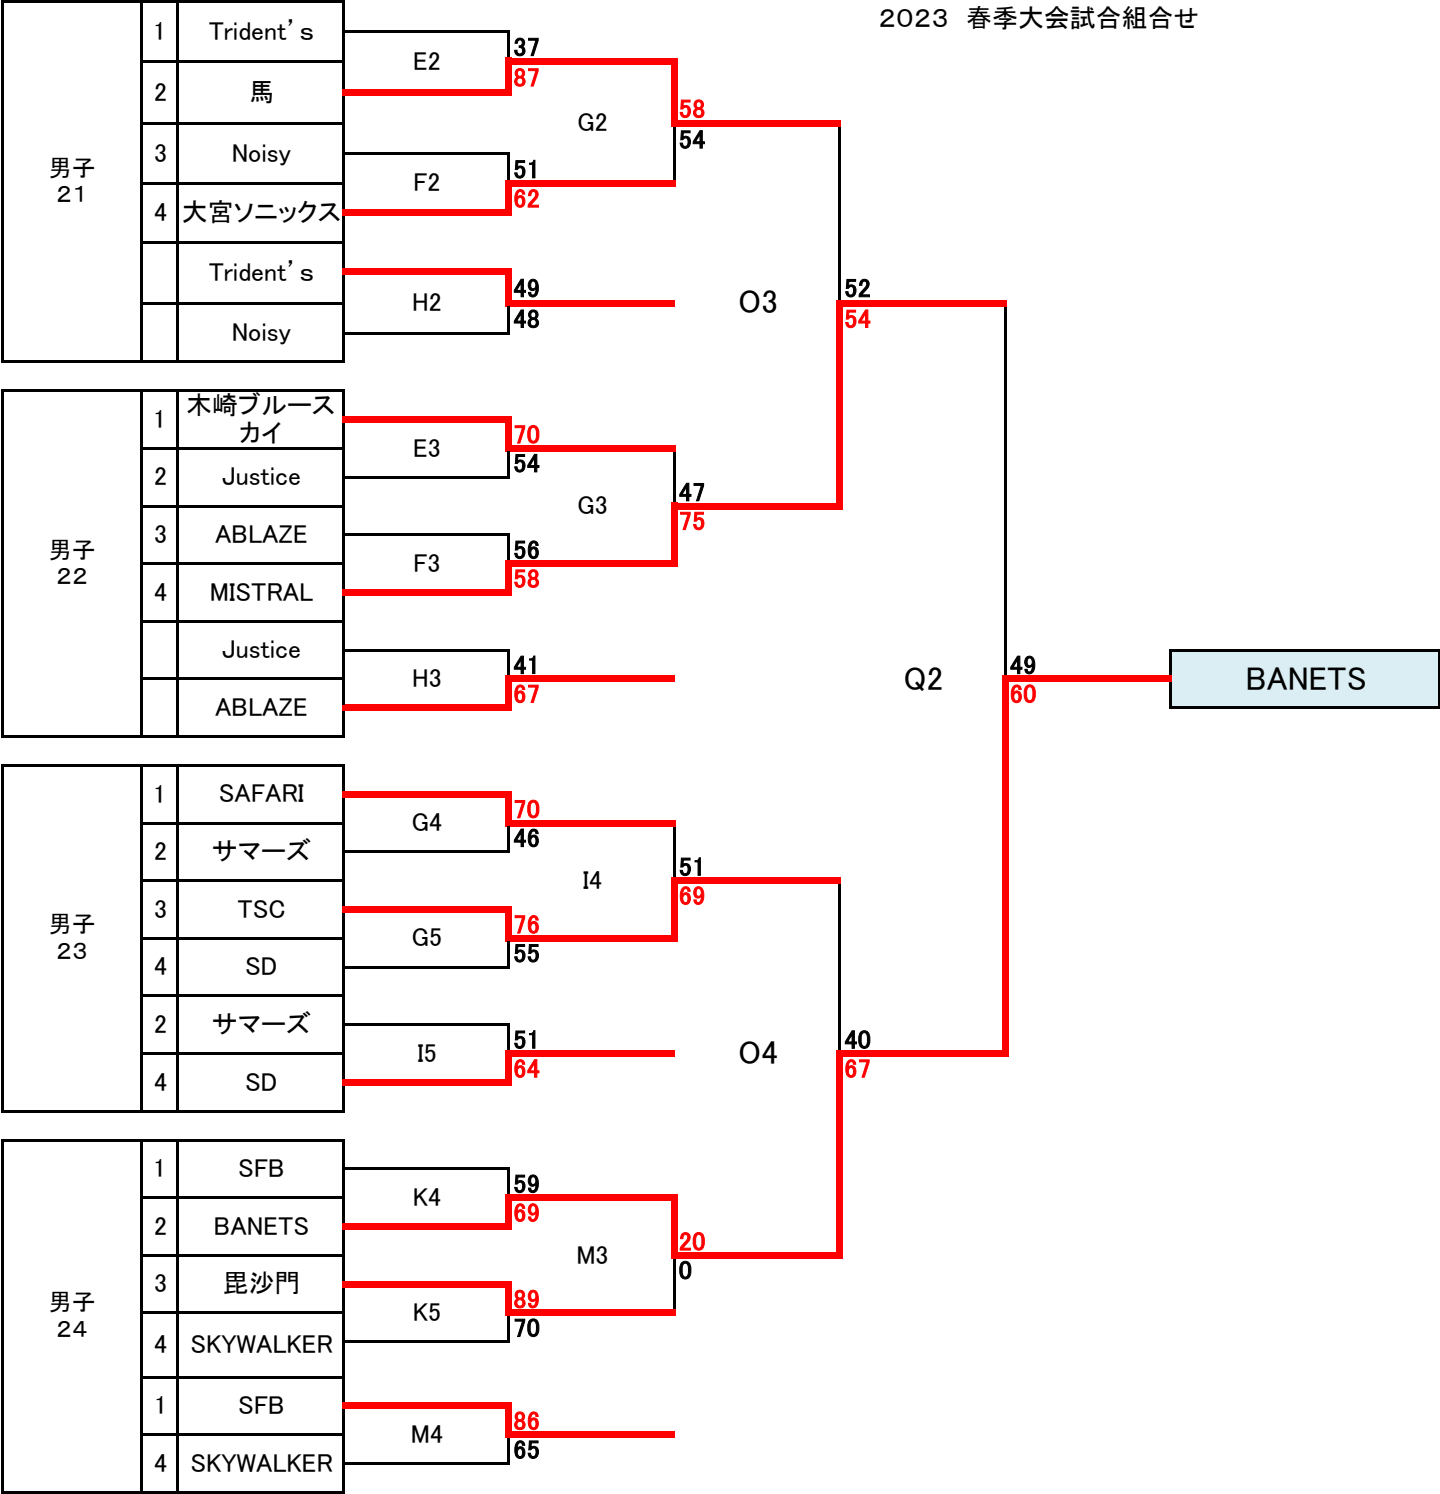 2023　春季大会試合組合せ
男子
21
1
Trident’s
2
馬
3
Noisy
4
大宮ソニックス
Trident’s
Noisy
E2
37
87
F2
51
62
H2
49
48
G2
58
54
O3
52
54
男子
22
1
木崎ブルース
カイ
2
Justice
3
ABLAZE
4
MISTRAL
Justice
ABLAZE
E3
70
54
F3
56
58
H3
41
67
G3
47
75
Q2
49
60
BANETS
男子
23
1
SAFARI
2
サマーズ
3
TSC
4
SD
2
サマーズ
4
SD
G4
70
46
G5
76
55
I5
51
64
I4
51
69
O4
40
67
男子
24
1
SFB
2
BANETS
3
毘沙門
4
SKYWALKER
1
SFB
4
SKYWALKER
K4
59
69
K5
89
70
M4
86
65
M3
20
0